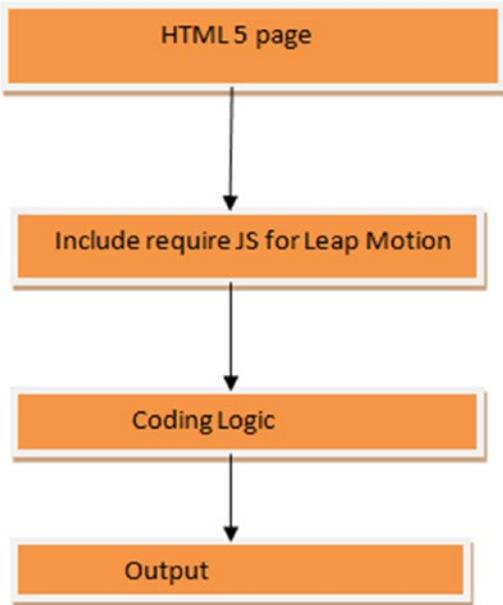 HTML 5 page
Include require JS for Leap Motion
Coding Logic
Output